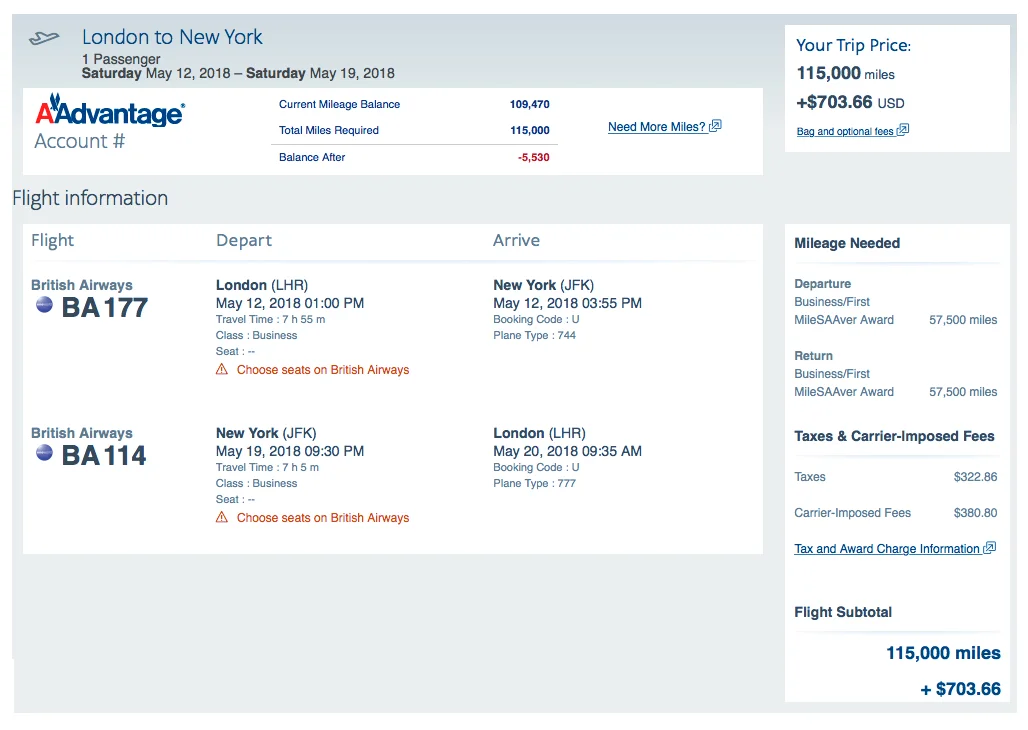 London to New York
1 Passenger
Saturday May 12, 2018 – Saturday May 19, 2018
Your Trip Price:
115,000 miles
+$703.66 USD
Bag and optional fees
AAdvantage®
Account #
Current Mileage Balance 109,470
Total Miles Required 115,000
Balance After -5,530
Need More Miles?
Flight information
Flight Depart Arrive
British Airways
BA 177
London (LHR)
May 12, 2018 01:00 PM
Travel Time : 7 h 55 m
Class : Business
Seat : --
Choose seats on British Airways
New York (JFK)
May 12, 2018 03:55 PM
Booking Code : U
Plane Type : 744
British Airways
BA 114
New York (JFK)
May 19, 2018 09:30 PM
Travel Time : 7 h 5 m
Class : Business
Seat : --
Choose seats on British Airways
London (LHR)
May 20, 2018 09:35 AM
Booking Code : U
Plane Type : 777
Mileage Needed
Departure
Business/First
MileSAAver Award 57,500 miles
Return
Business/First
MileSAAver Award 57,500 miles
Taxes & Carrier-Imposed Fees
Taxes $322.86
Carrier-Imposed Fees $380.80
Tax and Award Charge Information
Flight Subtotal
115,000 miles
+ $703.66